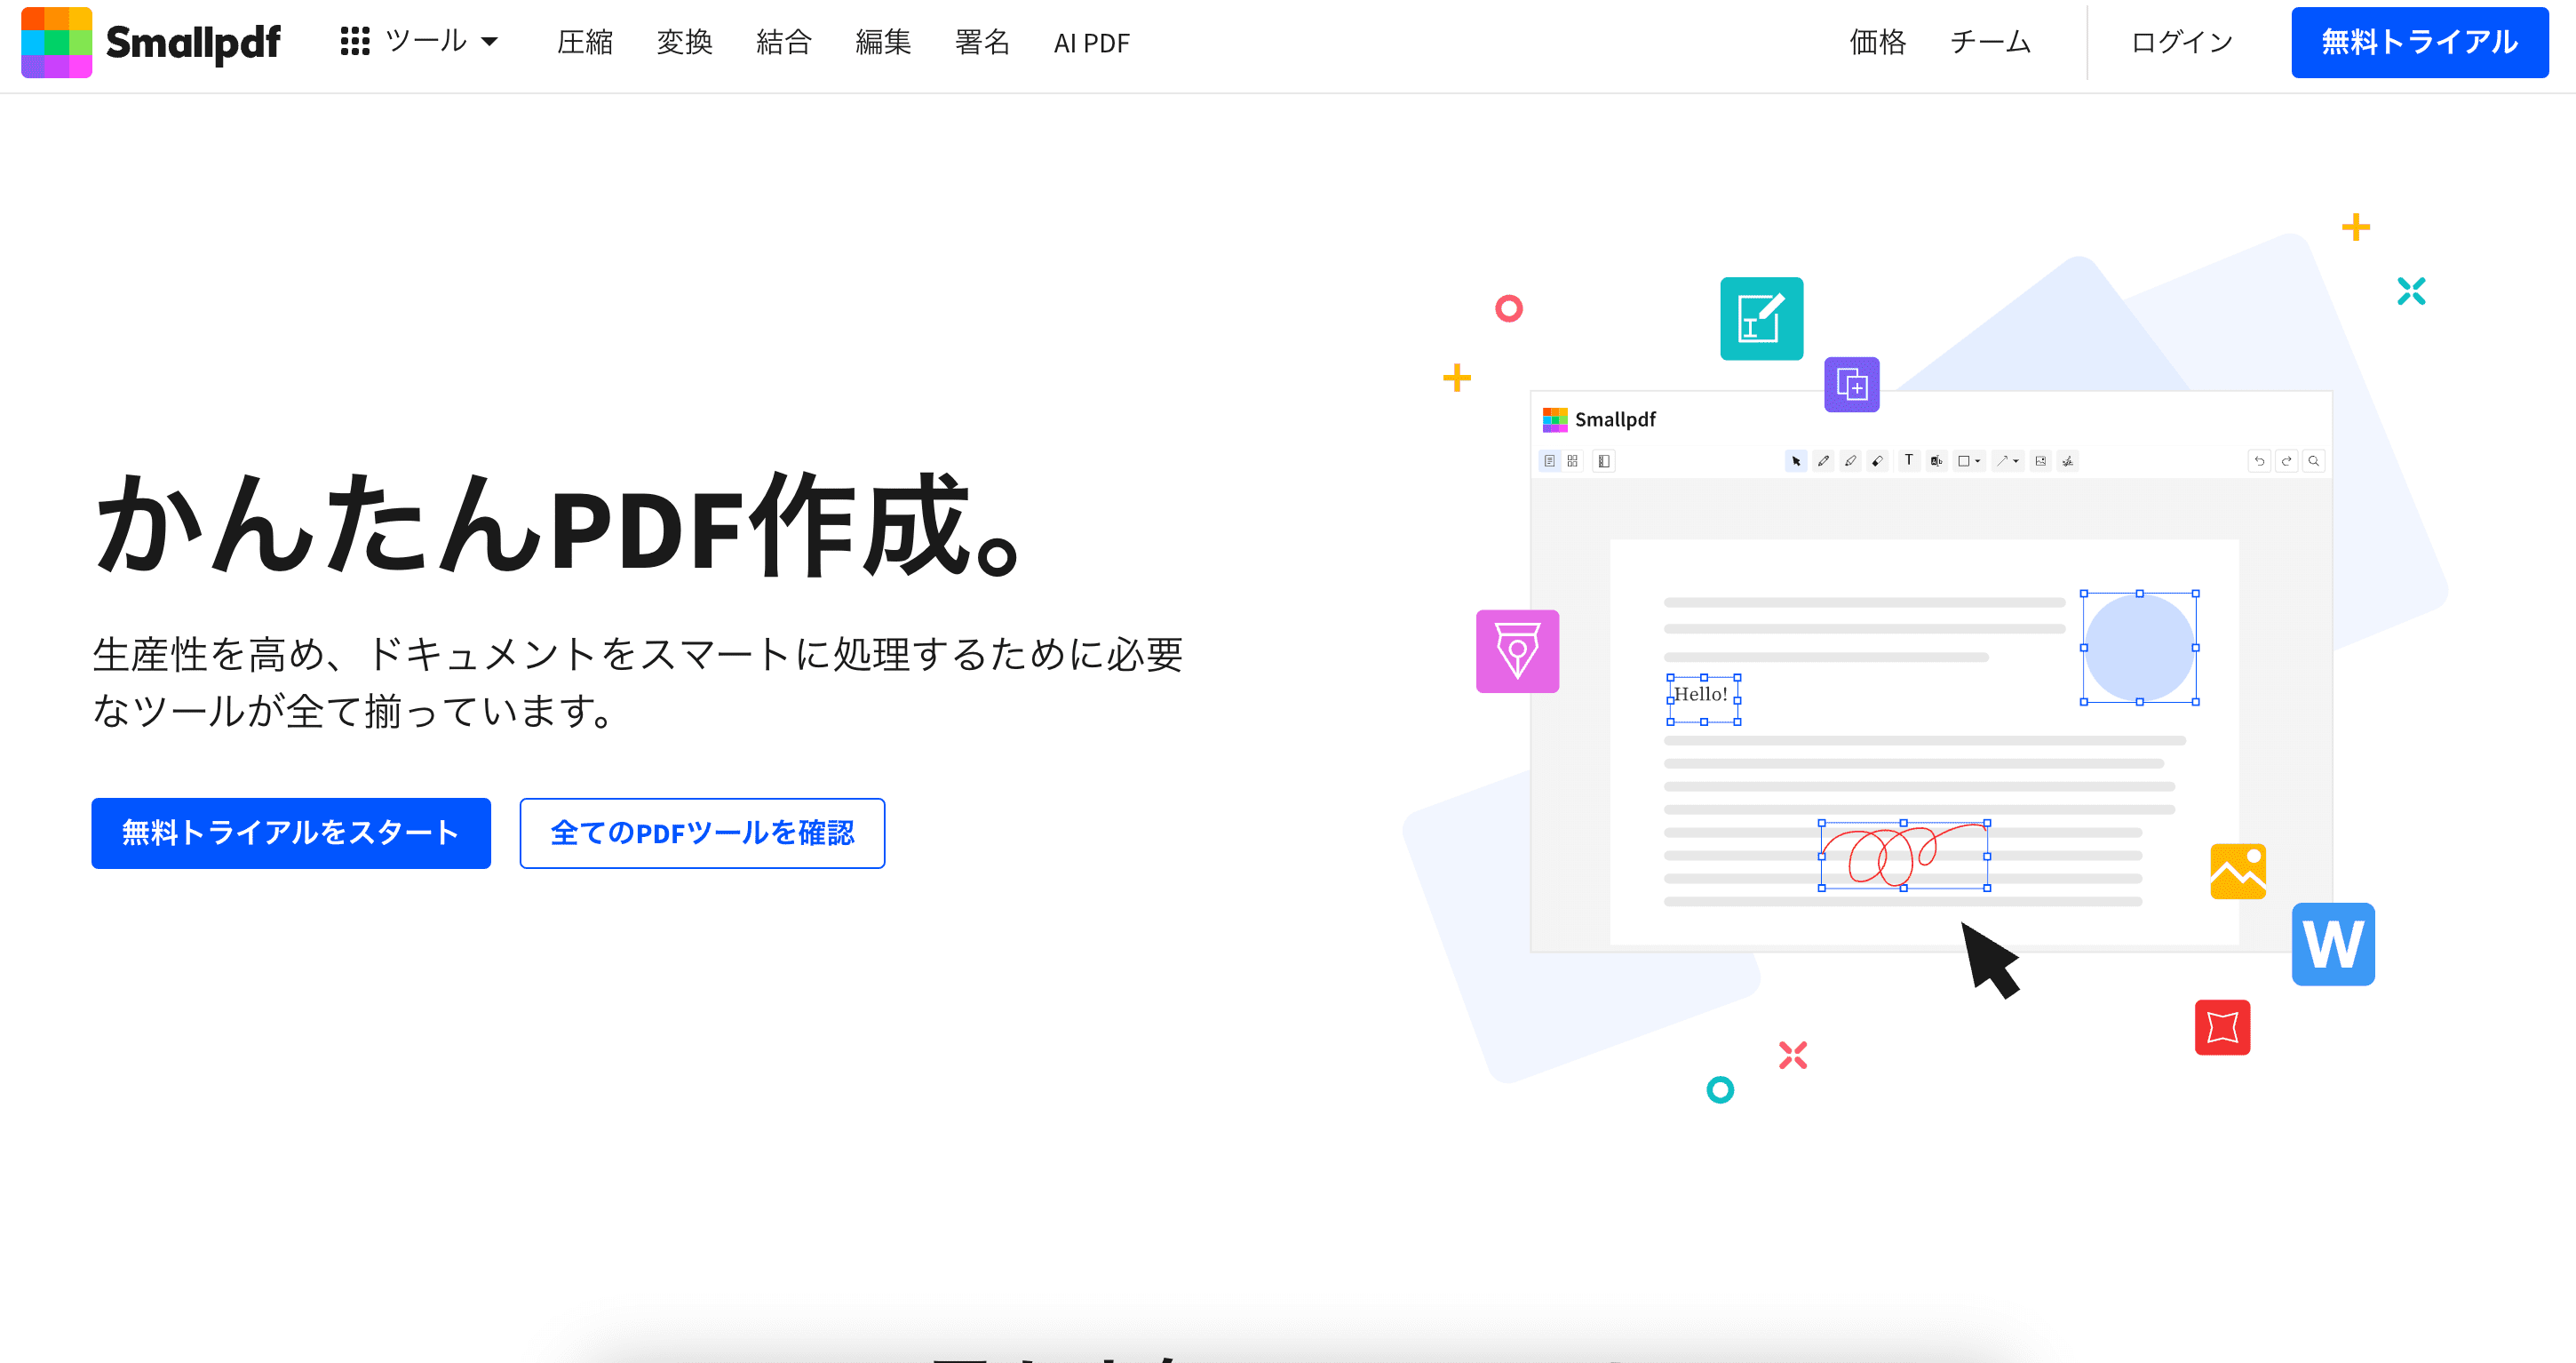 Smallpdf
ツール
圧縮
変換
結合
編集
署名
AI PDF
価格
チーム
ログイン
無料トライアル
かんたんPDF作成。
生産性を高め、ドキュメントをスマートに処理するために必要
なツールが全て揃っています。
無料トライアルをスタート
全てのPDFツールを確認
Smallpdf
T
Hello!
W